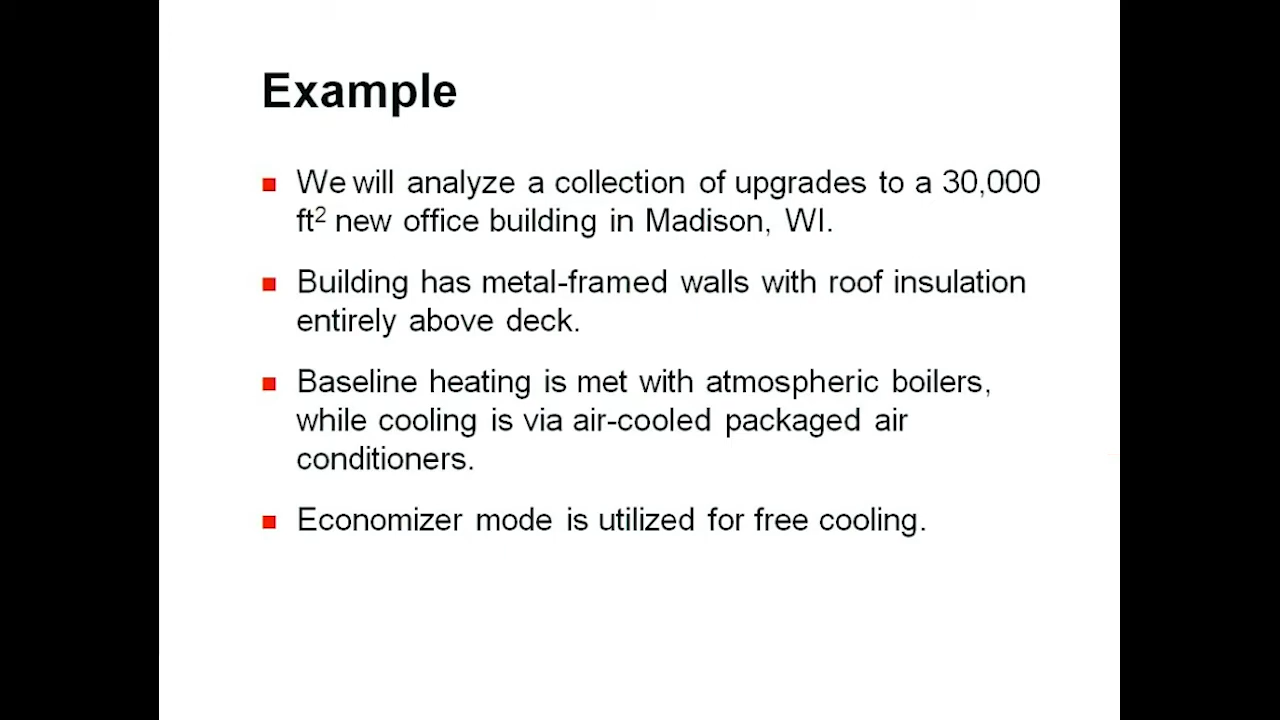 Example
We will analyze a collection of upgrades to a 30,000
ft² new office building in Madison, WI.
Building has metal-framed walls with roof insulation
entirely above deck.
Baseline heating is met with atmospheric boilers,
while cooling is via air-cooled packaged air
conditioners.
Economizer mode is utilized for free cooling.